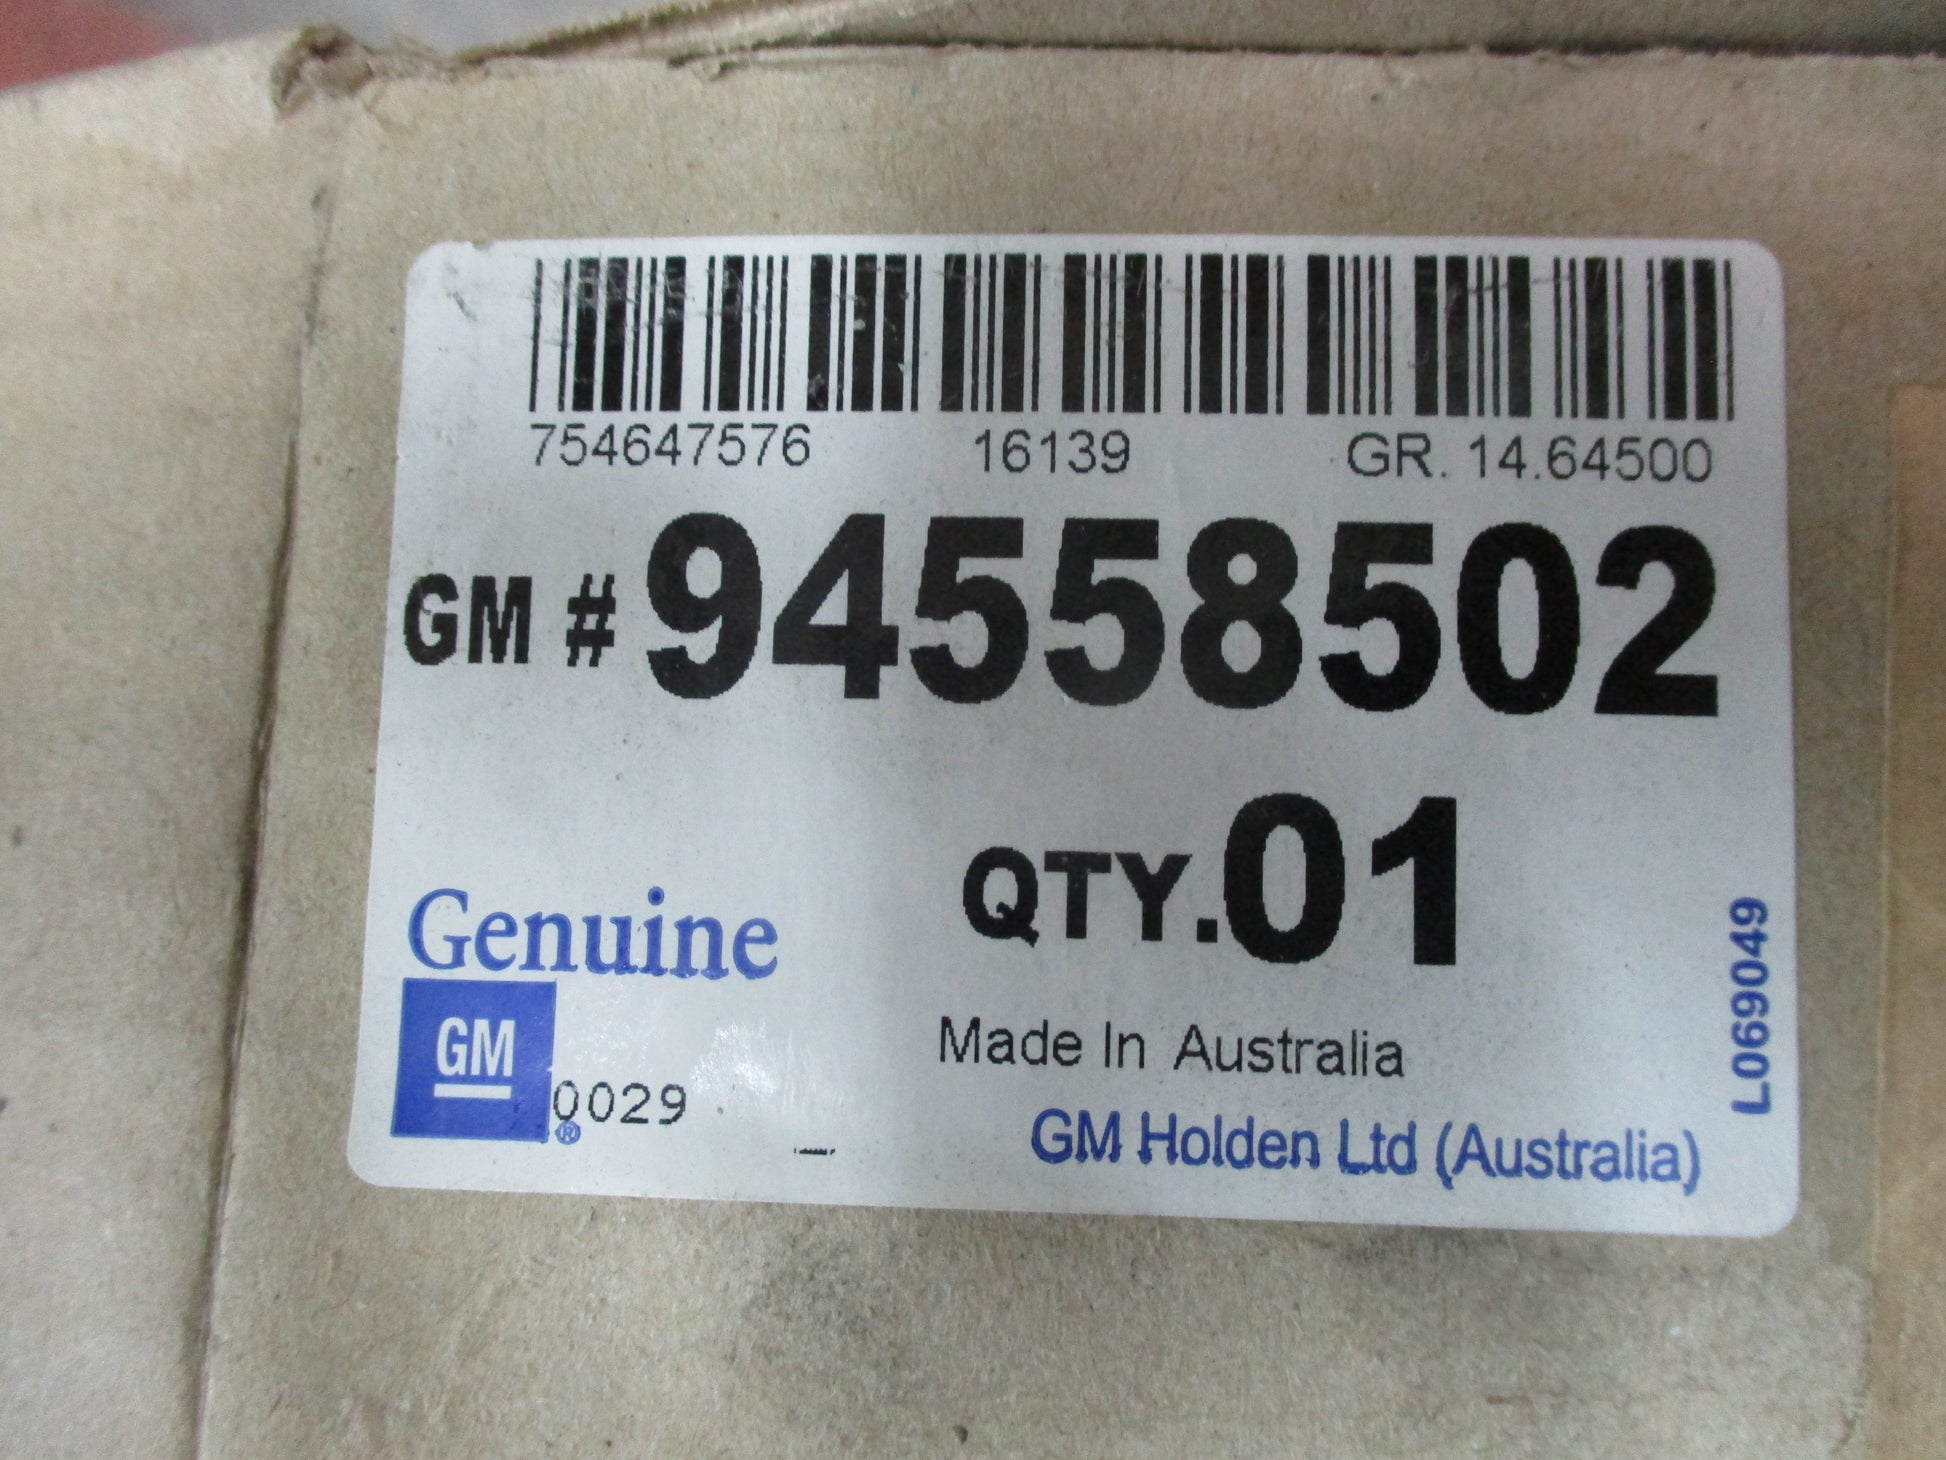 754647576 16139 GR. 14.64500
GM # 94558502
QTY. 01
Genuine
GM
0029
®
Made In Australia
GM Holden Ltd (Australia)
L069049